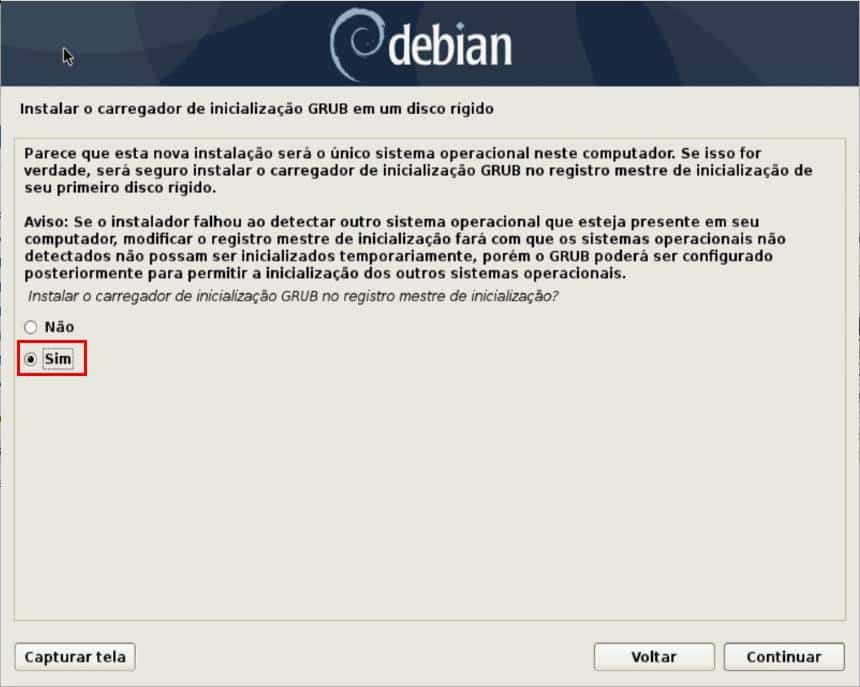 debian
Instalar o carregador de inicialização GRUB em um disco rígido
Parece que esta nova instalação será o único sistema operacional neste computador. Se isso for
verdade, será seguro instalar o carregador de inicialização GRUB no registro mestre de inicialização de
seu primeiro disco rígido.
Aviso: Se o instalador falhou ao detectar outro sistema operacional que esteja presente em seu
computador, modificar o registro mestre de inicialização fará com que os sistemas operacionais não
detectados não possam ser inicializados temporariamente, porém o GRUB poderá ser configurado
posteriormente para permitir a inicialização dos outros sistemas operacionais.
Instalar o carregador de inicialização GRUB no registro mestre de inicialização?
Não
Sim
Capturar tela
Voltar
Continuar